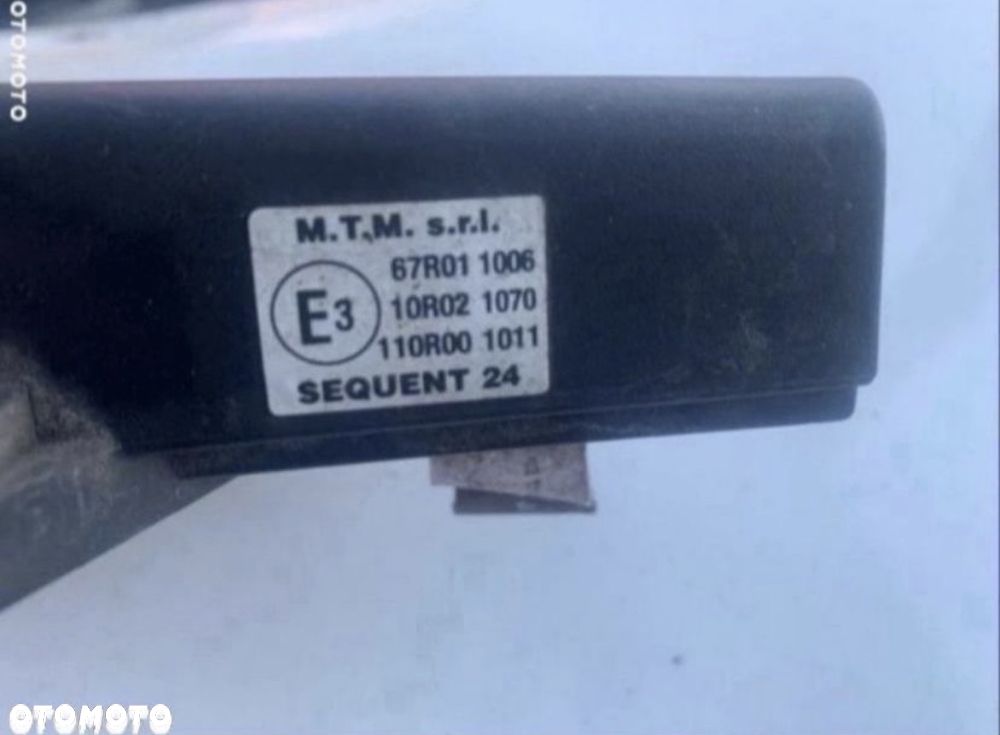 OTOMOTO
M.T.M. s.r.l.
E3
67R01 1006
10R02 1070
110R00 1011
SEQUENT 24
OTOMOTO